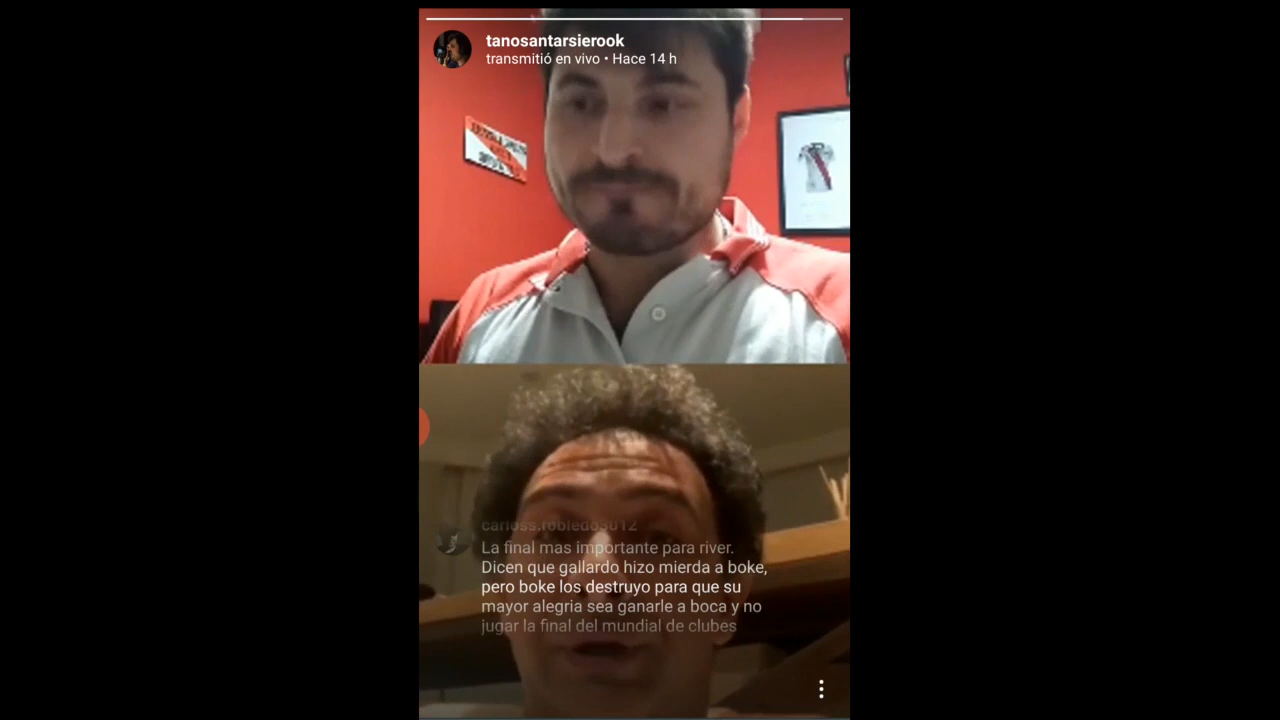 tanosantarsierook
transmitió en vivo • Hace 14 h
carloss.robledo3012
La final mas importante para river.
Dicen que gallardo hizo mierda a boke,
pero boke los destruyo para que su
mayor alegria sea ganarle a boca y no
jugar la final del mundial de clubes